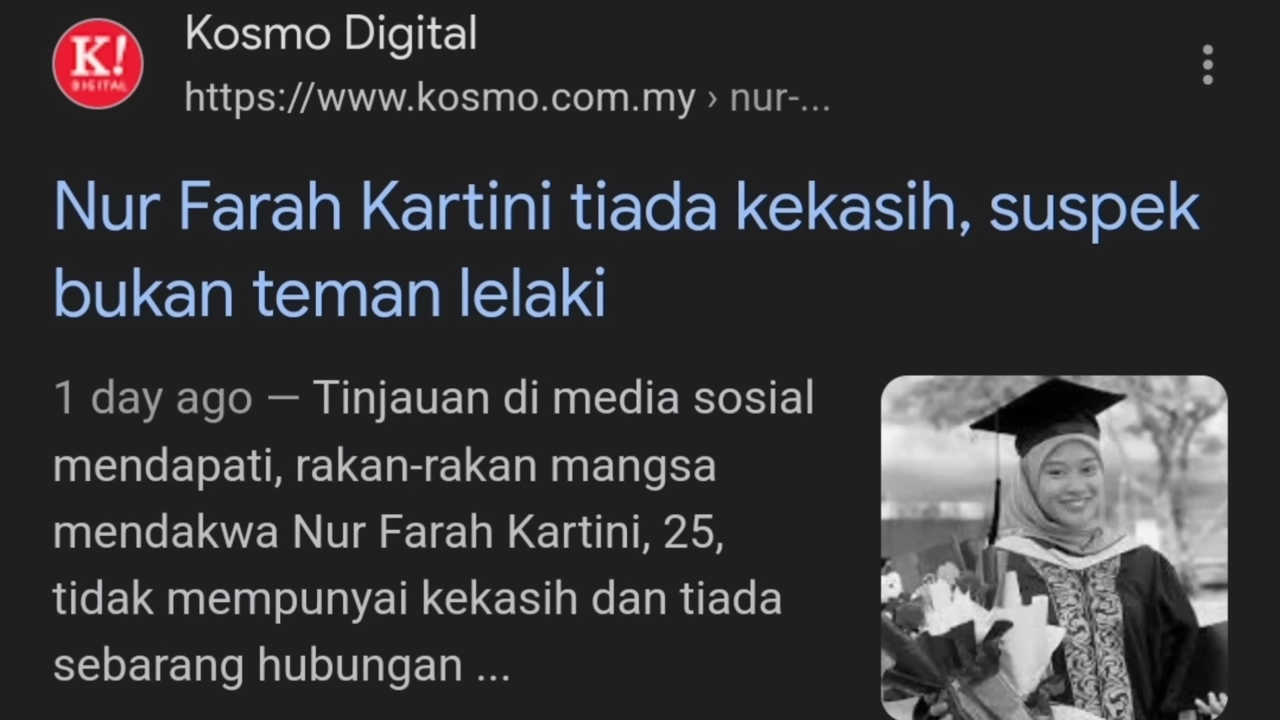 K!
DIGITAL
Kosmo Digital
https://www.kosmo.com.my › nur-...
Nur Farah Kartini tiada kekasih, suspek
bukan teman lelaki
1 day ago — Tinjauan di media sosial
mendapati, rakan-rakan mangsa
mendakwa Nur Farah Kartini, 25,
tidak mempunyai kekasih dan tiada
sebarang hubungan ...